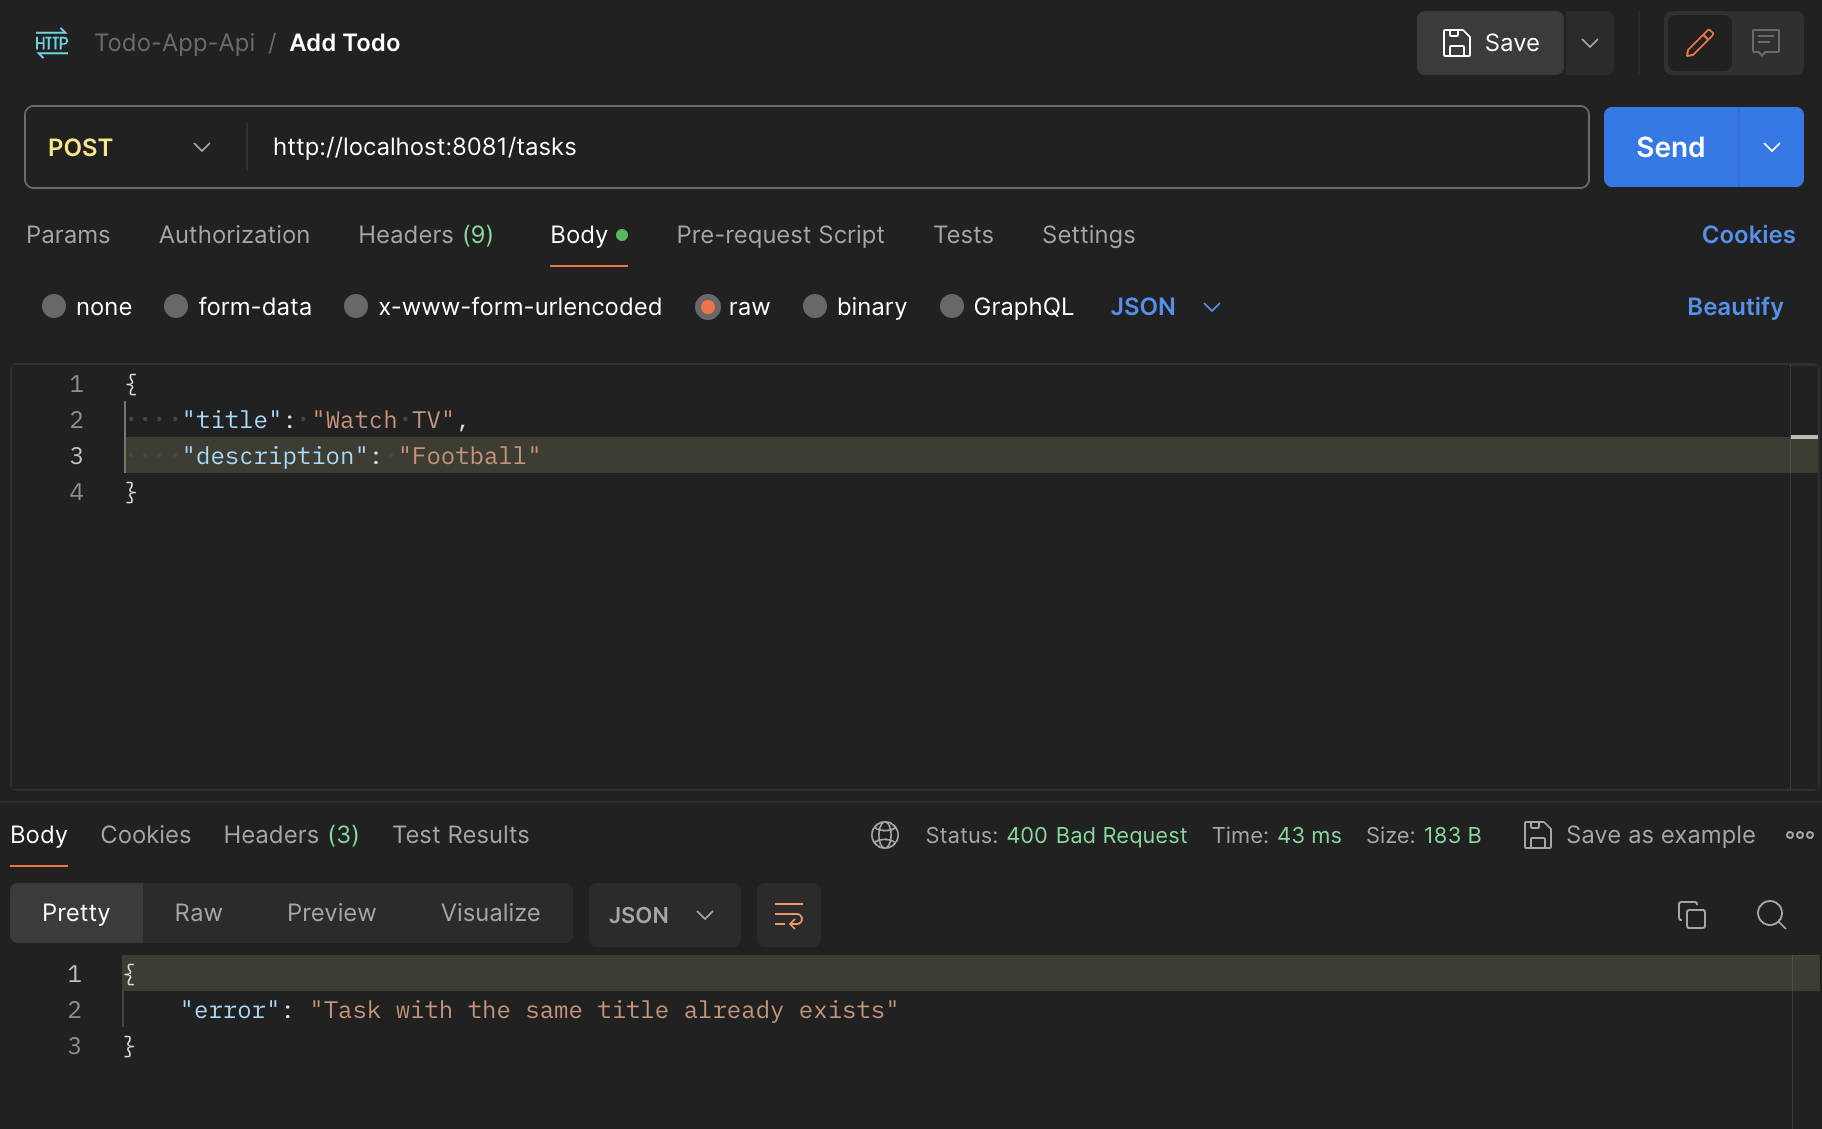 HTTP Todo-App-Api / Add Todo Save
POST http://localhost:8081/tasks Send
Params Authorization Headers (9) Body Pre-request Script Tests Settings Cookies
none form-data x-www-form-urlencoded raw binary GraphQL JSON Beautify
1 {
2 "title": "Watch TV",
3 "description": "Football"
4 }
Body Cookies Headers (3) Test Results Status: 400 Bad Request Time: 43 ms Size: 183 B Save as example
Pretty Raw Preview Visualize JSON
1 {
2 "error": "Task with the same title already exists"
3 }